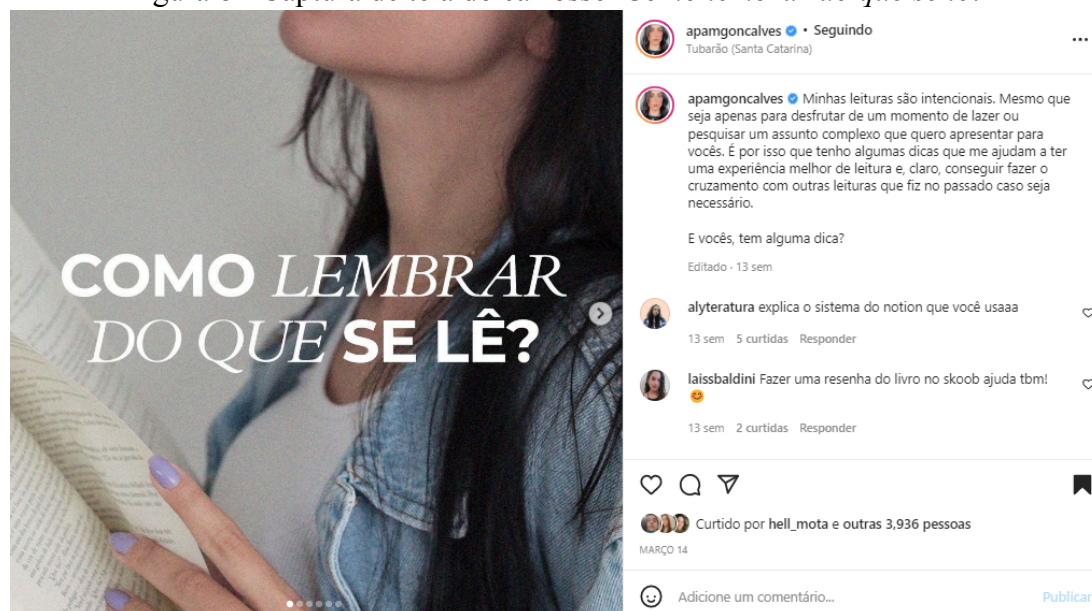 COMO LEMBRAR
DO QUE SE LÊ?
apamgoncalves • Seguindo
Tubarão (Santa Catarina)
apamgoncalves Minhas leituras são intencionais. Mesmo que
seja apenas para desfrutar de um momento de lazer ou
pesquisar um assunto complexo que quero apresentar para
vocês. É por isso que tenho algumas dicas que me ajudam a ter
uma experiência melhor de leitura e, claro, conseguir fazer o
cruzamento com outras leituras que fiz no passado caso seja
necessário.
E vocês, tem alguma dica?
Editado · 13 sem
alyteratura explica o sistema do notion que você usaaa
13 sem 5 curtidas Responder
laissbaldini Fazer uma resenha do livro no skoob ajuda tbm!
13 sem 2 curtidas Responder
Curtido por hell_mota e outras 3,936 pessoas
MARÇO 14
Adicione um comentário...
Publicar